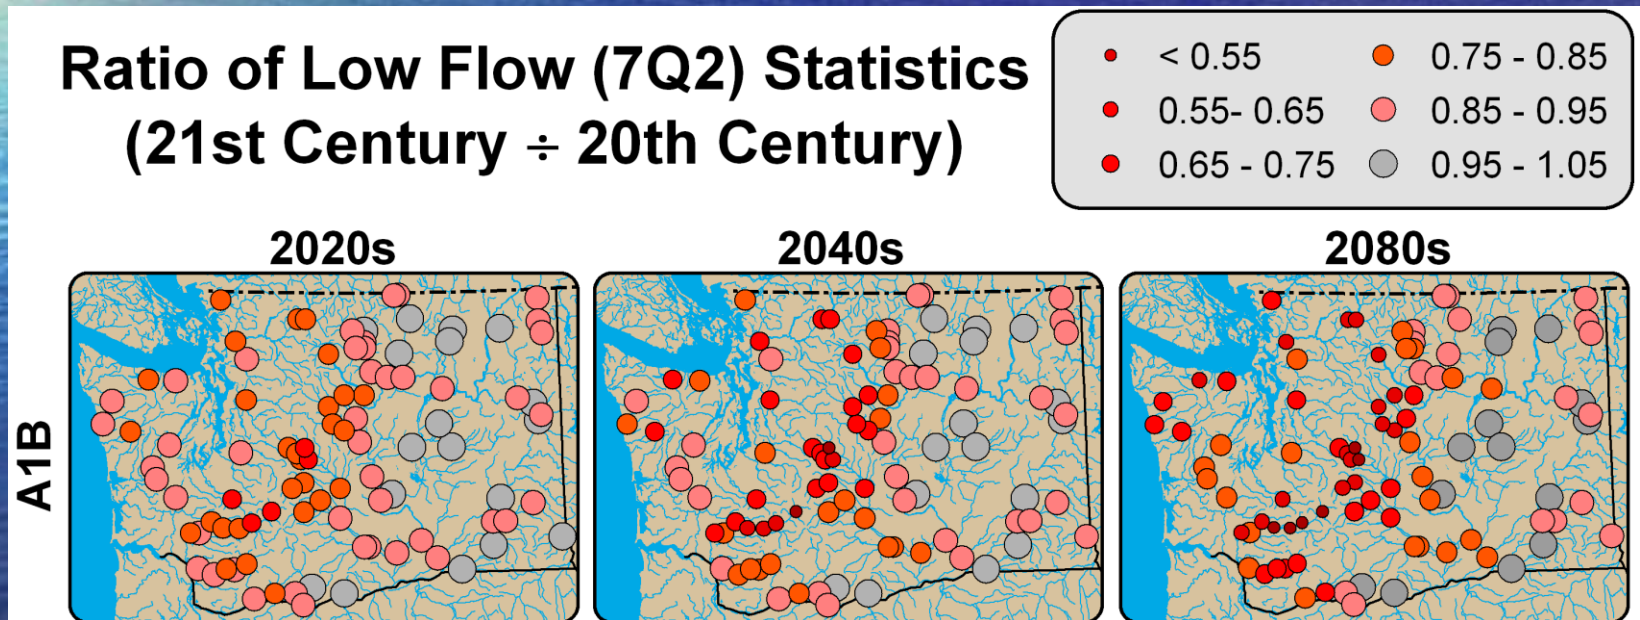 Ratio of Low Flow (7Q2) Statistics
(21st Century ÷ 20th Century)
< 0.55
0.55- 0.65
0.65 - 0.75
0.75 - 0.85
0.85 - 0.95
0.95 - 1.05
2020s
2040s
2080s
A1B